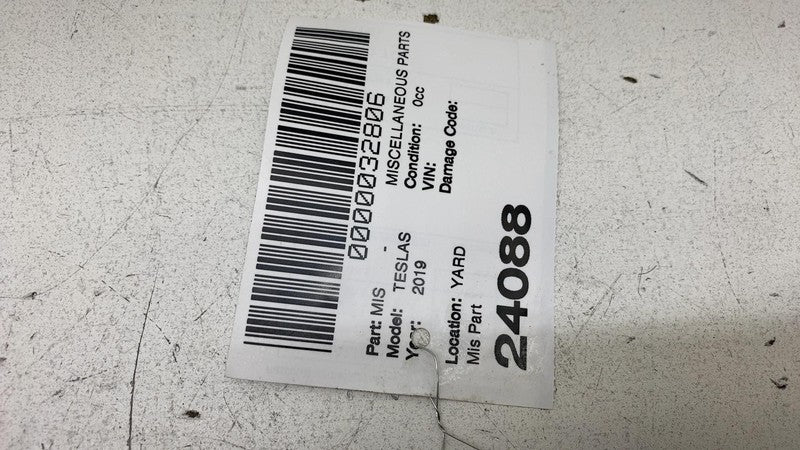 0000032806
Part: MIS - MISCELLANEOUS PARTS
Model: TESLAS Condition: 0cc
Year: 2019 VIN:
Damage Code:
Location: YARD
Mis Part
24088